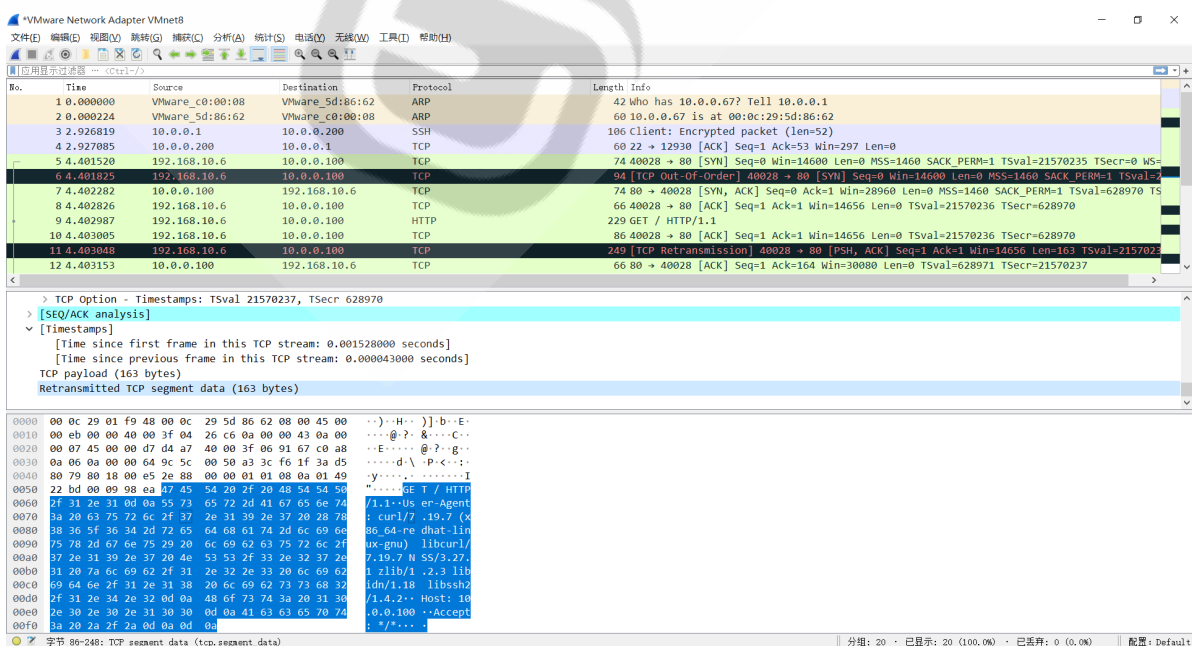 *VMware Network Adapter VMnet8
文件(F) 编辑(E) 视图(V) 跳转(G) 捕获(C) 分析(A) 统计(S) 电话(Y) 无线(W) 工具(T) 帮助(H)
应用显示过滤器 … <Ctrl-/>
No. Time Source Destination Protocol Length Info
1 0.000000 VMware_c0:00:08 VMware_5d:86:62 ARP 42 Who has 10.0.0.67? Tell 10.0.0.1
2 0.000224 VMware_5d:86:62 VMware_c0:00:08 ARP 60 10.0.0.67 is at 00:0c:29:5d:86:62
3 2.926819 10.0.0.1 10.0.0.200 SSH 106 Client: Encrypted packet (len=52)
4 2.927085 10.0.0.200 10.0.0.1 TCP 60 22 → 12930 [ACK] Seq=1 Ack=53 Win=297 Len=0
5 4.401520 192.168.10.6 10.0.0.100 TCP 74 40028 → 80 [SYN] Seq=0 Win=14600 Len=0 MSS=1460 SACK_PERM=1 TSval=21570235 TSecr=0 WS=
6 4.401825 192.168.10.6 10.0.0.100 TCP 94 [TCP Out-Of-Order] 40028 → 80 [SYN] Seq=0 Win=14600 Len=0 MSS=1460 SACK_PERM=1 TSval=2
7 4.402282 10.0.0.100 192.168.10.6 TCP 74 80 → 40028 [SYN, ACK] Seq=0 Ack=1 Win=28960 Len=0 MSS=1460 SACK_PERM=1 TSval=628970 TS
8 4.402826 192.168.10.6 10.0.0.100 TCP 66 40028 → 80 [ACK] Seq=1 Ack=1 Win=14656 Len=0 TSval=21570236 TSecr=628970
9 4.402987 192.168.10.6 10.0.0.100 HTTP 229 GET / HTTP/1.1
10 4.403005 192.168.10.6 10.0.0.100 TCP 86 40028 → 80 [ACK] Seq=1 Ack=1 Win=14656 Len=0 TSval=21570236 TSecr=628970
11 4.403048 192.168.10.6 10.0.0.100 TCP 249 [TCP Retransmission] 40028 → 80 [PSH, ACK] Seq=1 Ack=1 Win=14656 Len=163 TSval=2157023
12 4.403153 10.0.0.100 192.168.10.6 TCP 66 80 → 40028 [ACK] Seq=1 Ack=164 Win=30080 Len=0 TSval=628971 TSecr=21570237
> TCP Option - Timestamps: TSval 21570237, TSecr 628970
> [SEQ/ACK analysis]
[Timestamps]
[Time since first frame in this TCP stream: 0.001528000 seconds]
[Time since previous frame in this TCP stream: 0.000043000 seconds]
TCP payload (163 bytes)
Retransmitted TCP segment data (163 bytes)
0000 00 0c 29 01 f9 48 00 0c 29 5d 86 62 08 00 45 00 ··)··H·· )]·b··E·
0010 00 eb 00 00 40 00 3f 04 26 c6 0a 00 00 43 0a 00 ····@·?· &····C··
0020 00 07 45 00 00 d7 d4 a7 40 00 3f 06 91 67 c0 a8 ··E····· @·?··g··
0030 0a 06 0a 00 00 64 9c 5c 00 50 a3 3c f6 1f 3a d5 ·····d·\ ·P·<··:·
0040 80 79 80 18 00 e5 2e 88 00 00 01 01 08 0a 01 49 ·y····.· ·······I
0050 22 bd 00 09 98 ea 47 45 54 20 2f 20 48 54 54 50 "·····GE T / HTTP
0060 2f 31 2e 31 0d 0a 55 73 65 72 2d 41 67 65 6e 74 /1.1··Us er-Agent
0070 3a 20 63 75 72 6c 2f 37 2e 31 39 2e 37 20 28 78 : curl/7 .19.7 (x
0080 38 36 5f 36 34 2d 72 65 64 68 61 74 2d 6c 69 6e 86_64-re dhat-lin
0090 75 78 2d 67 6e 75 29 20 6c 69 62 63 75 72 6c 2f ux-gnu) libcurl/
00a0 37 2e 31 39 2e 37 20 4e 53 53 2f 33 2e 32 37 2e 7.19.7 N SS/3.27.
00b0 31 20 7a 6c 69 62 2f 31 2e 32 2e 33 20 6c 69 62 1 zlib/1 .2.3 lib
00c0 69 64 6e 2f 31 2e 31 38 20 6c 69 62 73 73 68 32 idn/1.18 libssh2
00d0 2f 31 2e 34 2e 32 0d 0a 48 6f 73 74 3a 20 31 30 /1.4.2·· Host: 10
00e0 2e 30 2e 30 2e 31 30 30 0d 0a 41 63 63 65 70 74 .0.0.100 ··Accept
00f0 3a 20 2a 2f 2a 0d 0a 0d 0a : */*··· ·
字节 86-248: TCP segment data (tcp.segment_data) 分组: 20 · 已显示: 20 (100.0%) · 已丢弃: 0 (0.0%) 配置: Default